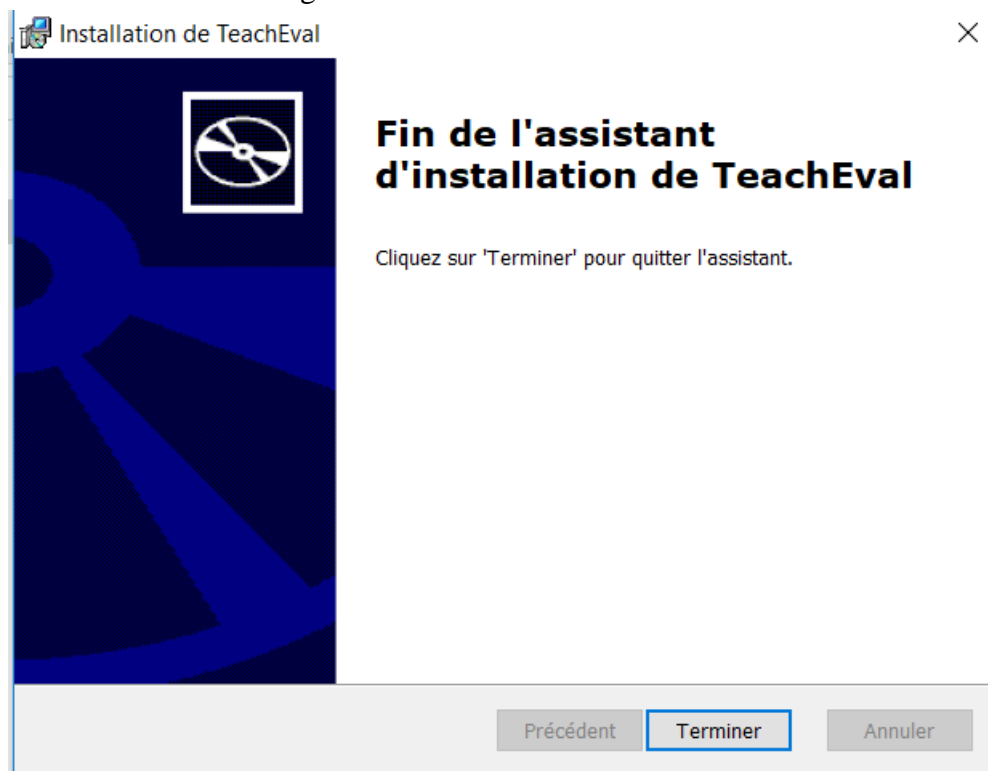 Installation de TeachEval
Fin de l'assistant
d'installation de TeachEval
Cliquez sur 'Terminer' pour quitter l'assistant.
Précédent
Terminer
Annuler